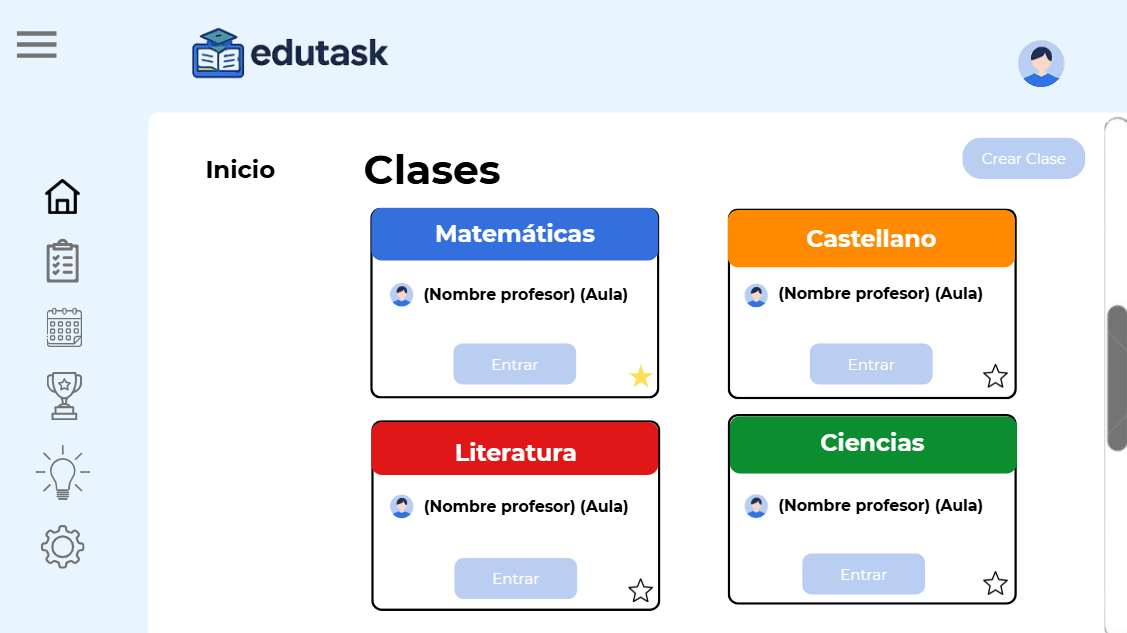 edutask
Inicio
Clases
Crear Clase
Matemáticas
(Nombre profesor) (Aula)
Entrar
Castellano
(Nombre profesor) (Aula)
Entrar
Literatura
(Nombre profesor) (Aula)
Entrar
Ciencias
(Nombre profesor) (Aula)
Entrar